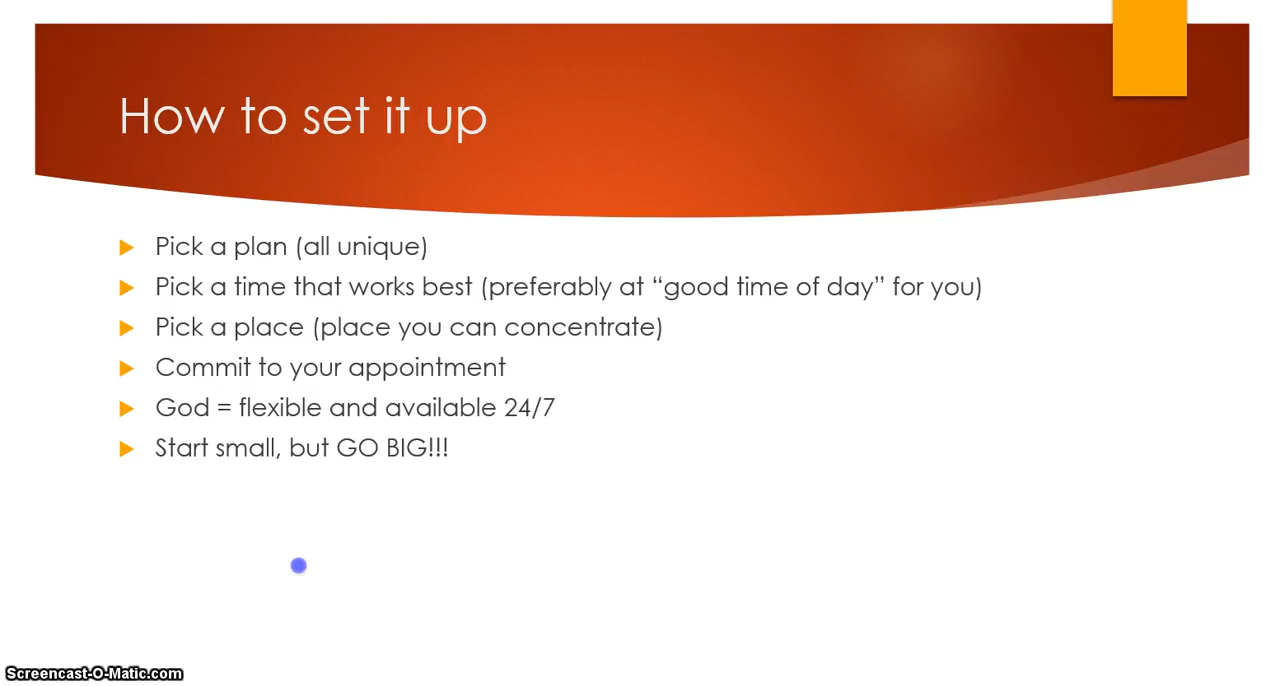 How to set it up
Pick a plan (all unique)
Pick a time that works best (preferably at “good time of day” for you)
Pick a place (place you can concentrate)
Commit to your appointment
God = flexible and available 24/7
Start small, but GO BIG!!!
Screencast-O-Matic.com